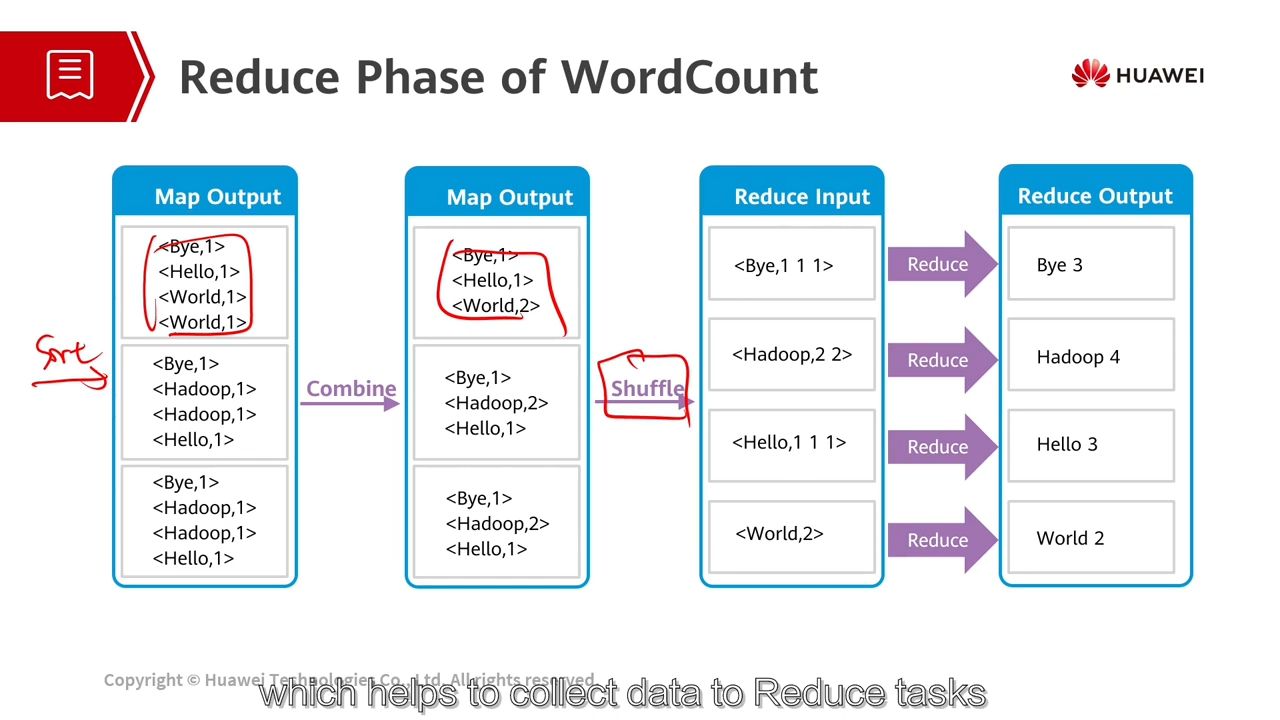 Reduce Phase of WordCount
HUAWEI
Map Output
<Bye,1>
<Hello,1>
<World,1>
<World,1>
<Bye,1>
<Hadoop,1>
<Hadoop,1>
<Hello,1>
<Bye,1>
<Hadoop,1>
<Hadoop,1>
<Hello,1>
Sort
Combine
Map Output
<Bye,1>
<Hello,1>
<World,2>
<Bye,1>
<Hadoop,2>
<Hello,1>
<Bye,1>
<Hadoop,2>
<Hello,1>
Shuffle
Reduce Input
<Bye,1 1 1>
<Hadoop,2 2>
<Hello,1 1 1>
<World,2>
Reduce
Reduce
Reduce
Reduce
Reduce Output
Bye 3
Hadoop 4
Hello 3
World 2
Copyright © Huawei Technologies Co., Ltd. All rights reserved.
which helps to collect data to Reduce tasks